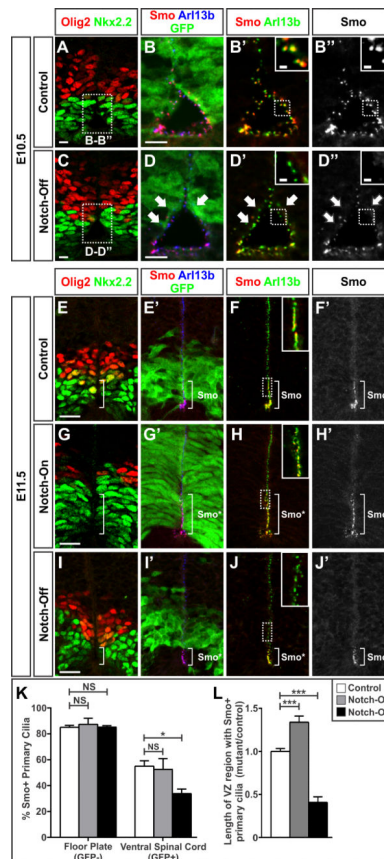 Olig2 Nkx2.2
Smo Arl13b GFP
Smo Arl13b
Smo
E10.5
Control
A
B
B'
B''
B-B''
Notch-Off
C
D
D'
D''
D-D''
Olig2 Nkx2.2
Smo Arl13b GFP
Smo Arl13b
Smo
E11.5
Control
E
E'
F
F'
Smo
Smo
Smo
Notch-On
G
G'
H
H'
Smo*
Smo*
Smo*
Notch-Off
I
I'
J
J'
Smo*
Smo*
Smo*
K
% Smo+ Primary Cilia
100
80
60
40
20
0
NS
NS
NS
*
Floor Plate (GFP-)
Ventral Spinal Cord (GFP+)
L
Length of VZ region with Smo+ primary cilia (mutant/control)
1.5
1.0
0.5
0
***
***
Control